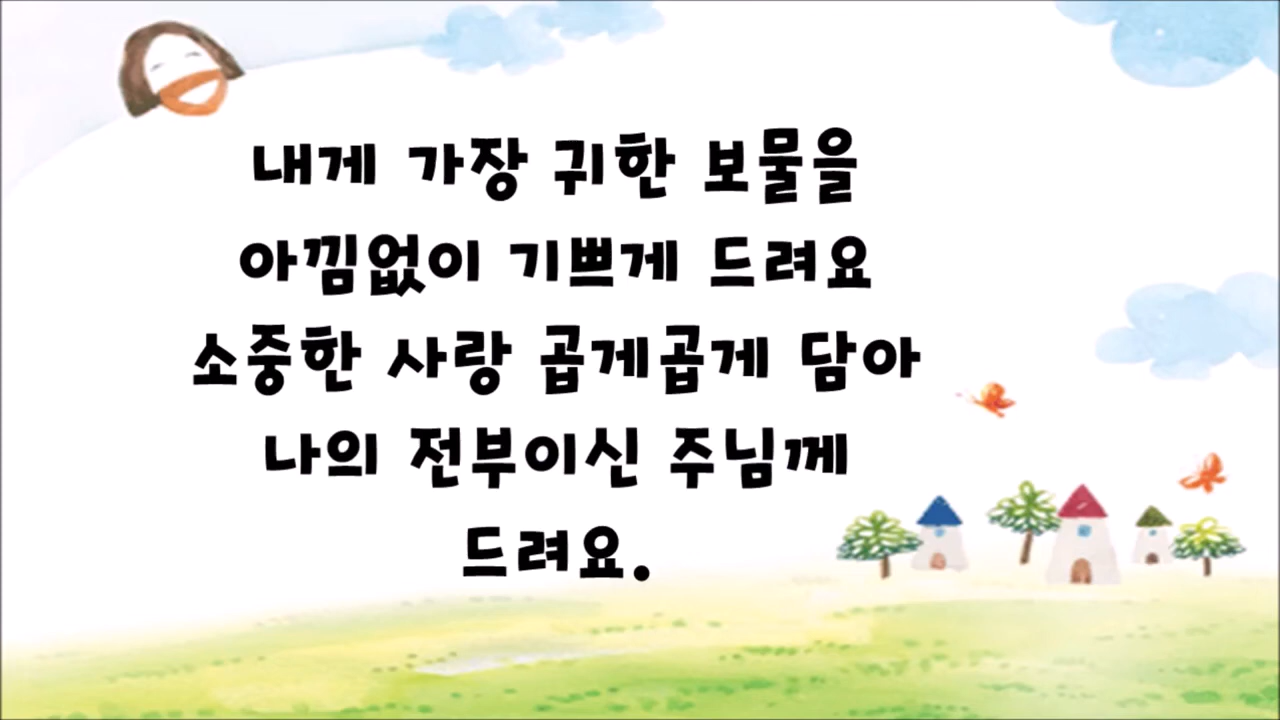 내게 가장 귀한 보물을
아낌없이 기쁘게 드려요
소중한 사랑 곱게곱게 담아
나의 전부이신 주님께
드려요.